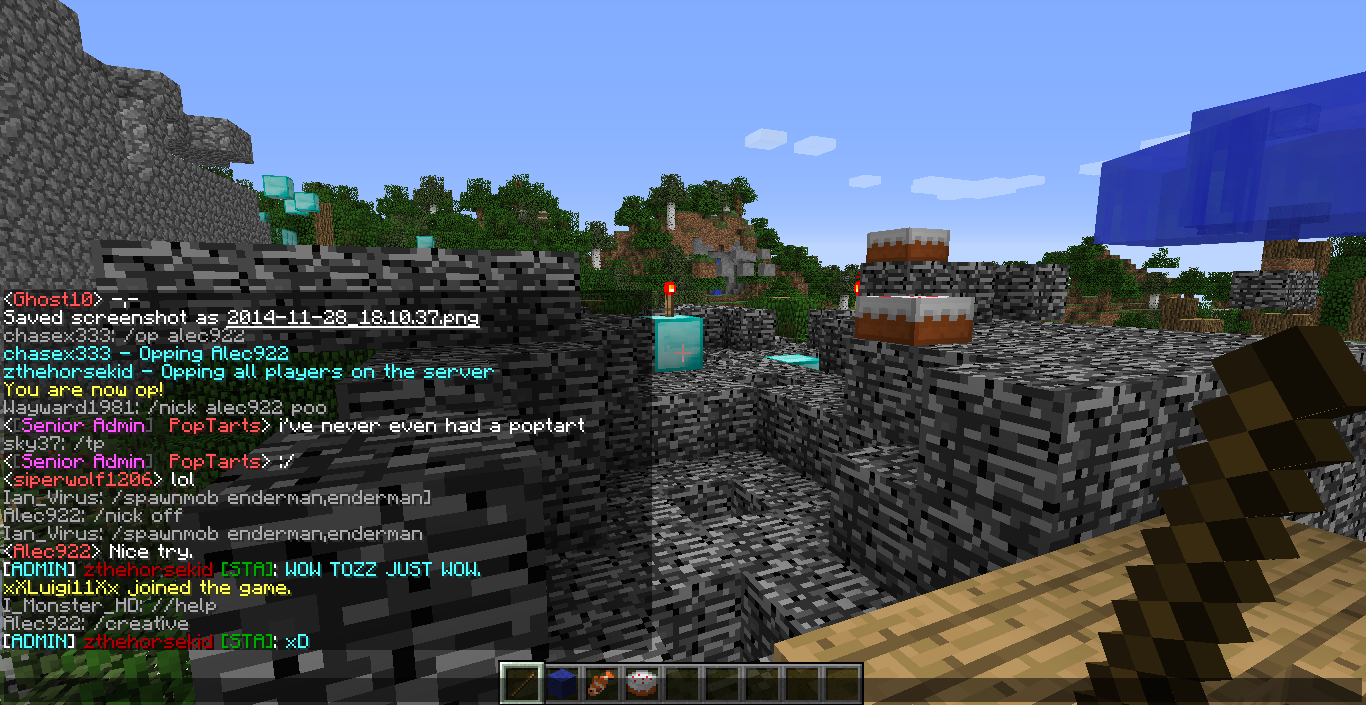 <Ghost10> -.-
Saved screenshot as 2014-11-28_18.10.37.png
chasex333: /op alec922
chasex333 - Opping Alec922
zthehorsekid - Opping all players on the server
You are now op!
Wayward1981: /nick alec922 poo
<[Senior Admin] PopTarts> i've never even had a poptart
sky37: /tp
<[Senior Admin] PopTarts> :/
<siperwolf1206> lol
Ian_Virus: /spawnmob enderman,enderman]
Alec922: /nick off
Ian_Virus: /spawnmob enderman,enderman
<Alec922> Nice try.
[ADMIN] zthehorsekid [STA]: WOW TOZZ JUST WOW.
xXLuigi11Xx joined the game.
I_Monster_HD: //help
Alec922: /creative
[ADMIN] zthehorsekid [STA]: xD